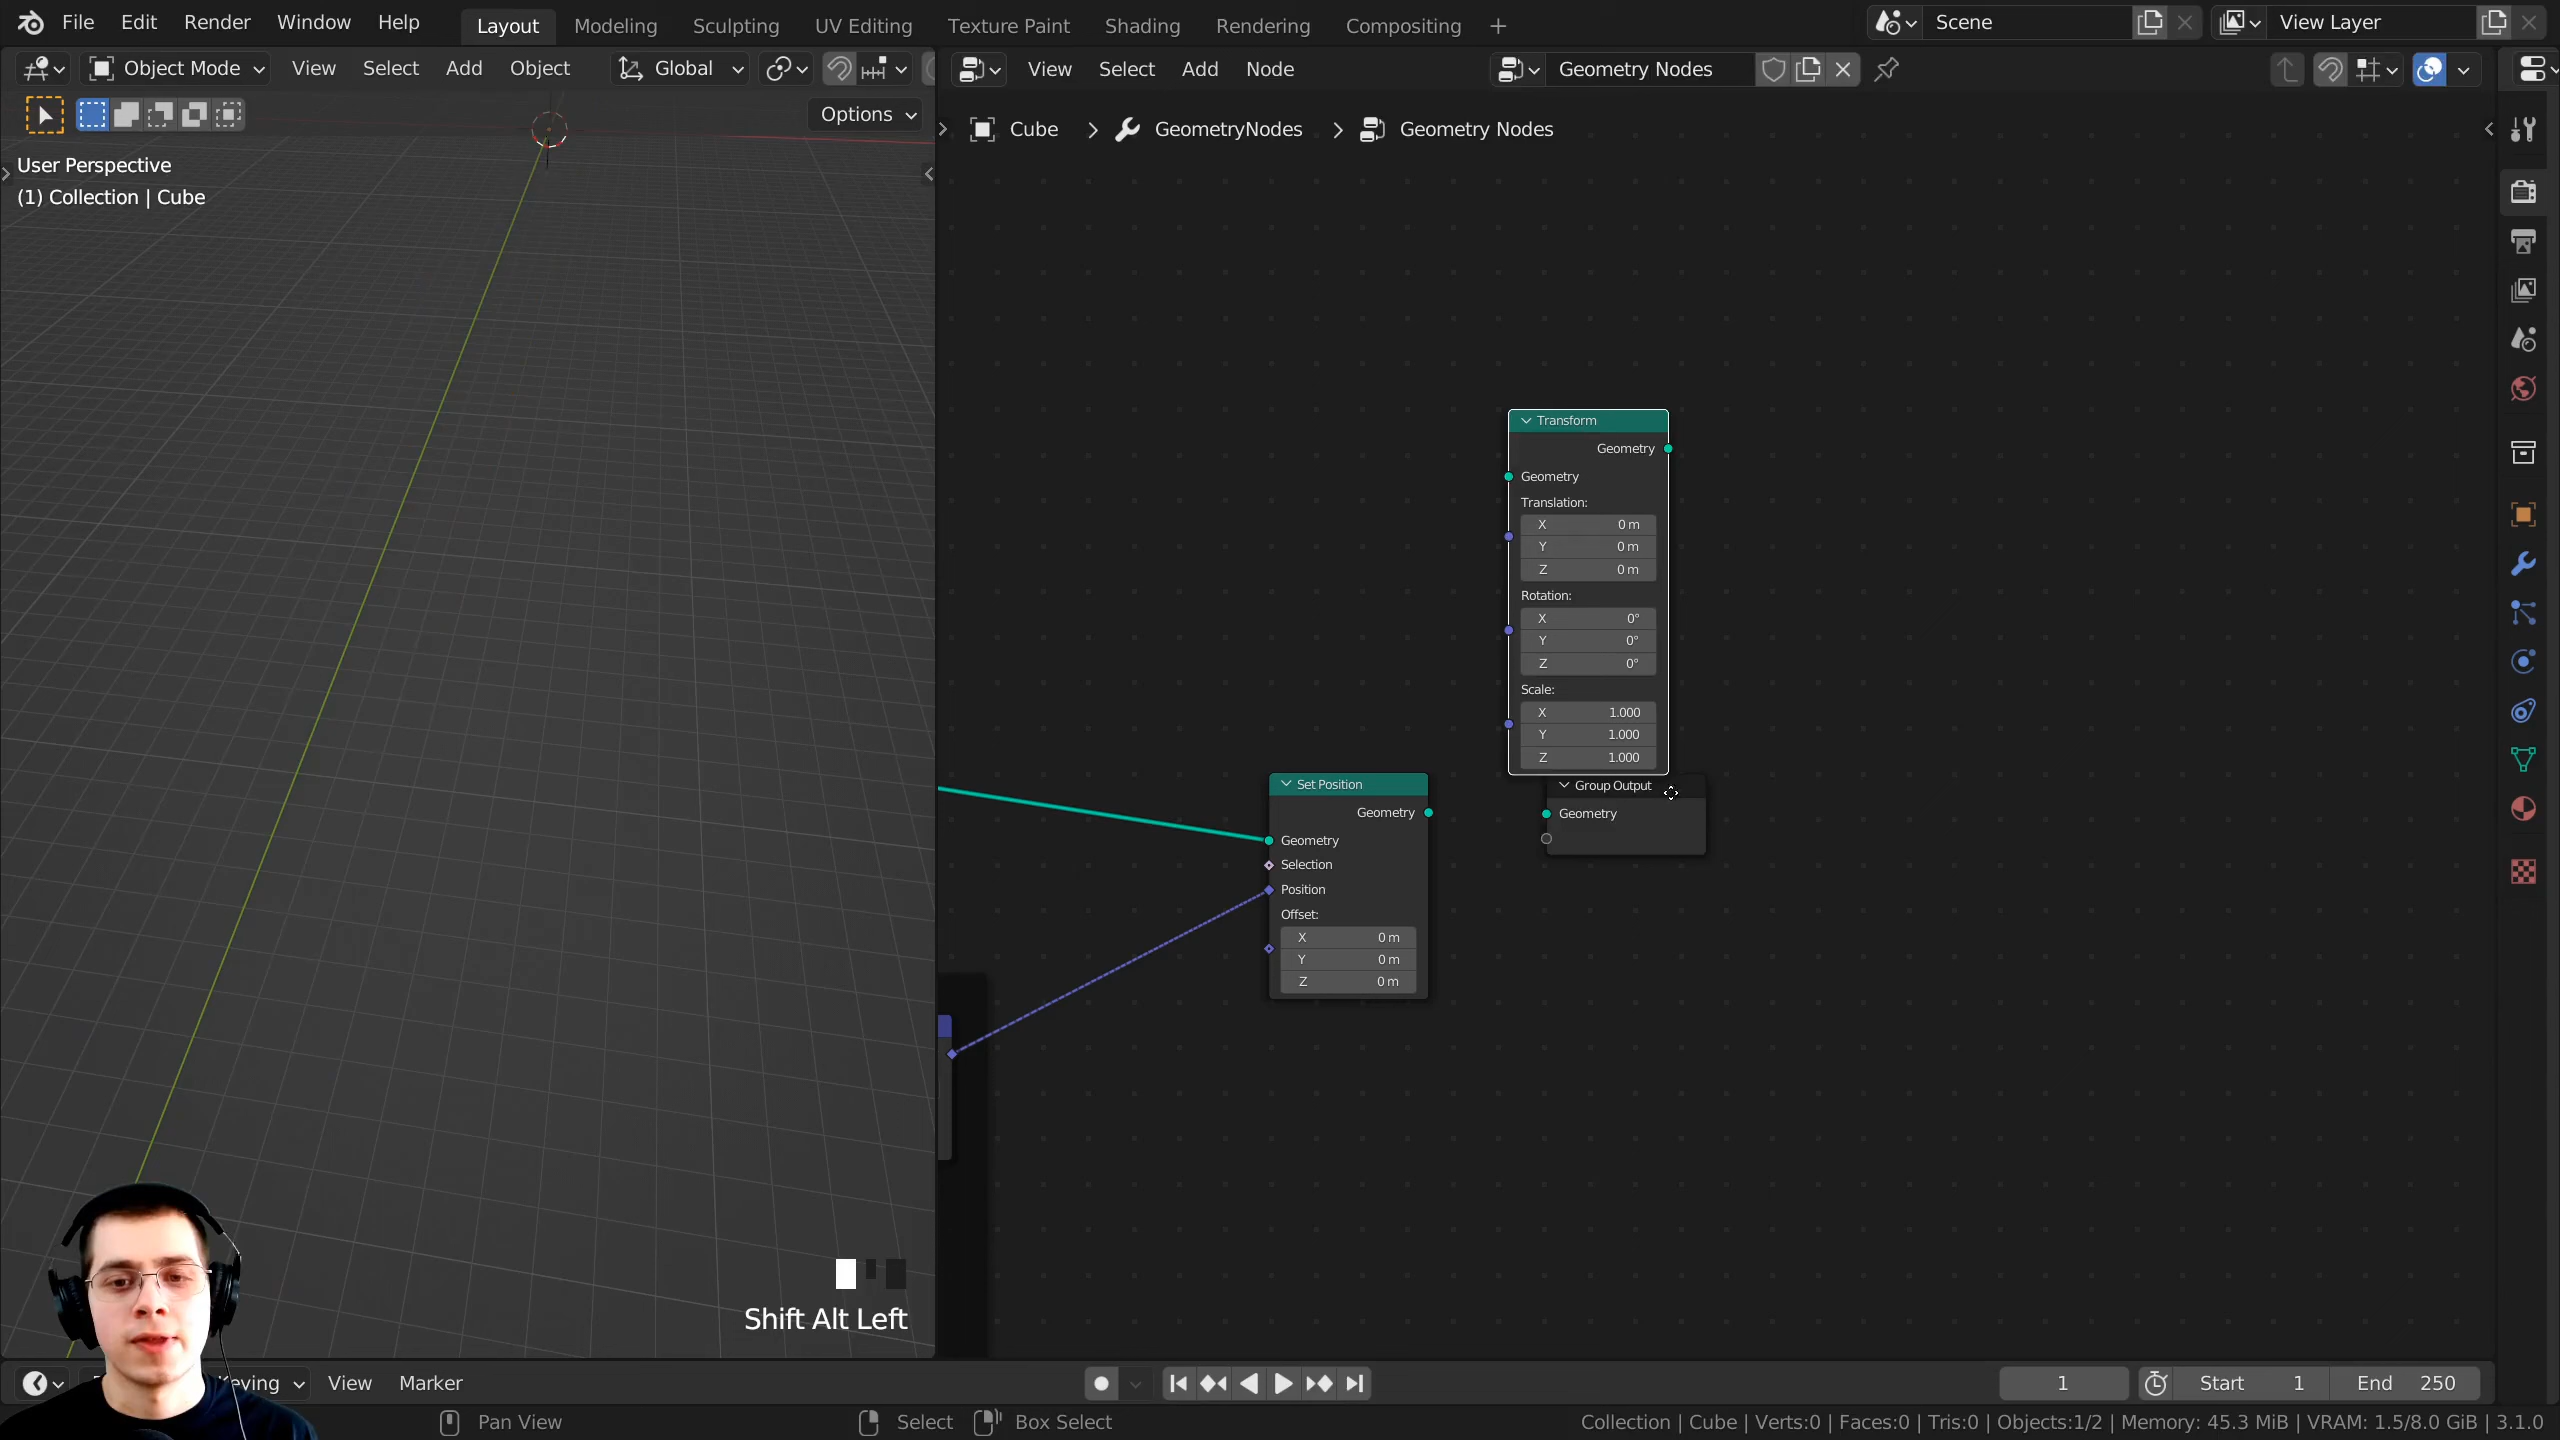 File Edit Render Window Help Layout Modeling Sculpting UV Editing Texture Paint Shading Rendering Compositing + Scene View Layer
Object Mode View Select Add Object Global View Select Add Node Geometry Nodes
Options
Cube > GeometryNodes > Geometry Nodes
User Perspective
(1) Collection | Cube
Transform
Geometry
Geometry
Translation:
X 0 m
Y 0 m
Z 0 m
Rotation:
X 0°
Y 0°
Z 0°
Scale:
X 1.000
Y 1.000
Z 1.000
Set Position
Geometry
Geometry
Selection
Position
Offset:
X 0 m
Y 0 m
Z 0 m
Group Output
Geometry
Shift Alt Left
View Marker 1 Start 1 End 250
Pan View Select Box Select Collection | Cube | Verts:0 | Faces:0 | Tris:0 | Objects:1/2 | Memory: 45.3 MiB | VRAM: 1.5/8.0 GiB | 3.1.0